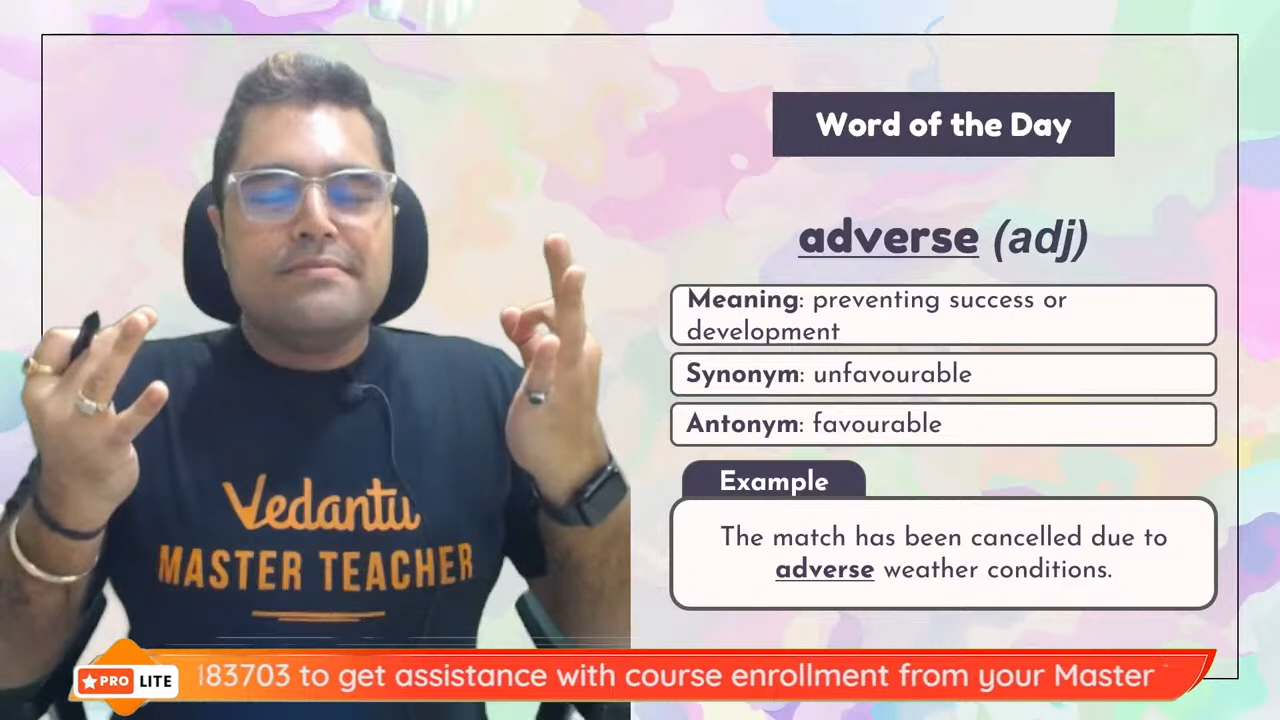 Word of the Day
adverse (adj)
Meaning: preventing success or
development
Synonym: unfavourable
Antonym: favourable
Example
The match has been cancelled due to
adverse weather conditions.
Vedantu
MASTER TEACHER
PRO LITE
183703 to get assistance with course enrollment from your Master